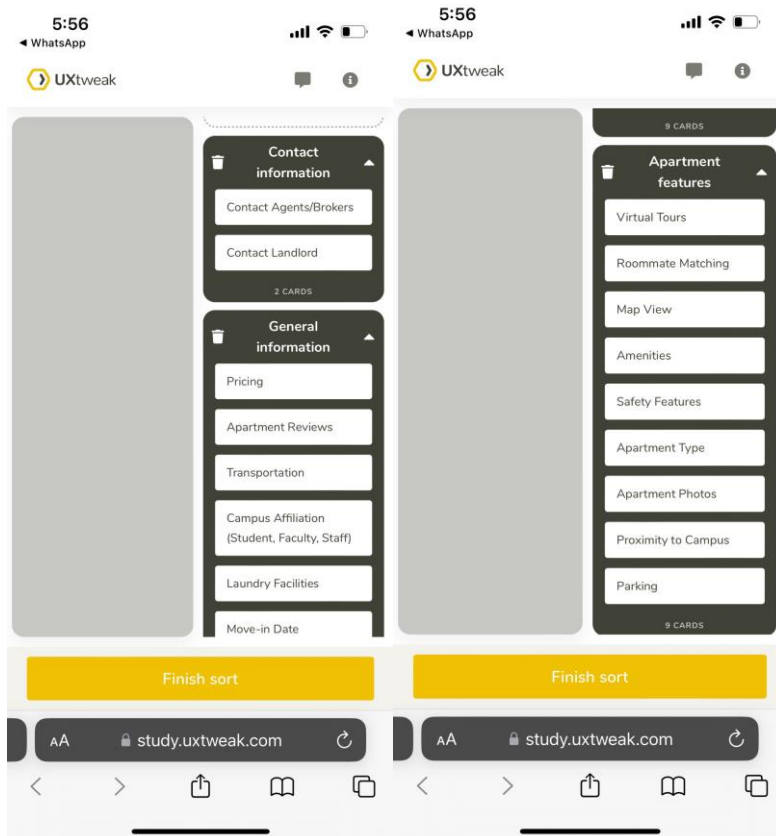 5:56
◀ WhatsApp
UXtweak
Contact
information
Contact Agents/Brokers
Contact Landlord
2 CARDS
General
information
Pricing
Apartment Reviews
Transportation
Campus Affiliation
(Student, Faculty, Staff)
Laundry Facilities
Move-in Date
Finish sort
AA study.uxtweak.com
5:56
◀ WhatsApp
UXtweak
9 CARDS
Apartment
features
Virtual Tours
Roommate Matching
Map View
Amenities
Safety Features
Apartment Type
Apartment Photos
Proximity to Campus
Parking
9 CARDS
Finish sort
AA study.uxtweak.com